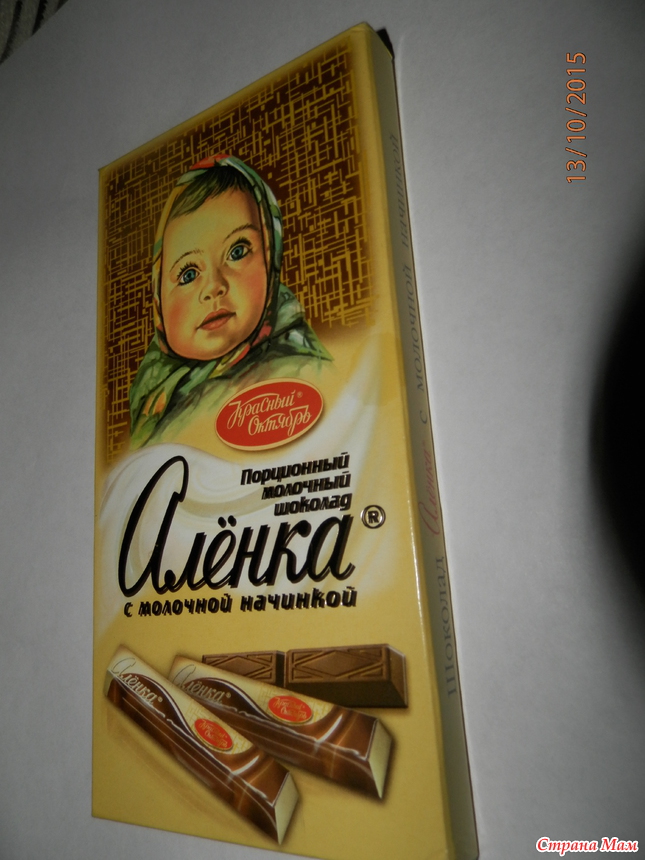 13/10/2015
Красный®
Октябрь
Порционный
молочный
шоколад
Алёнка®
с молочной начинкой
Шоколад Алёнка с молочной начинкой
Алёнка®
Алёнка®
Страна Мам